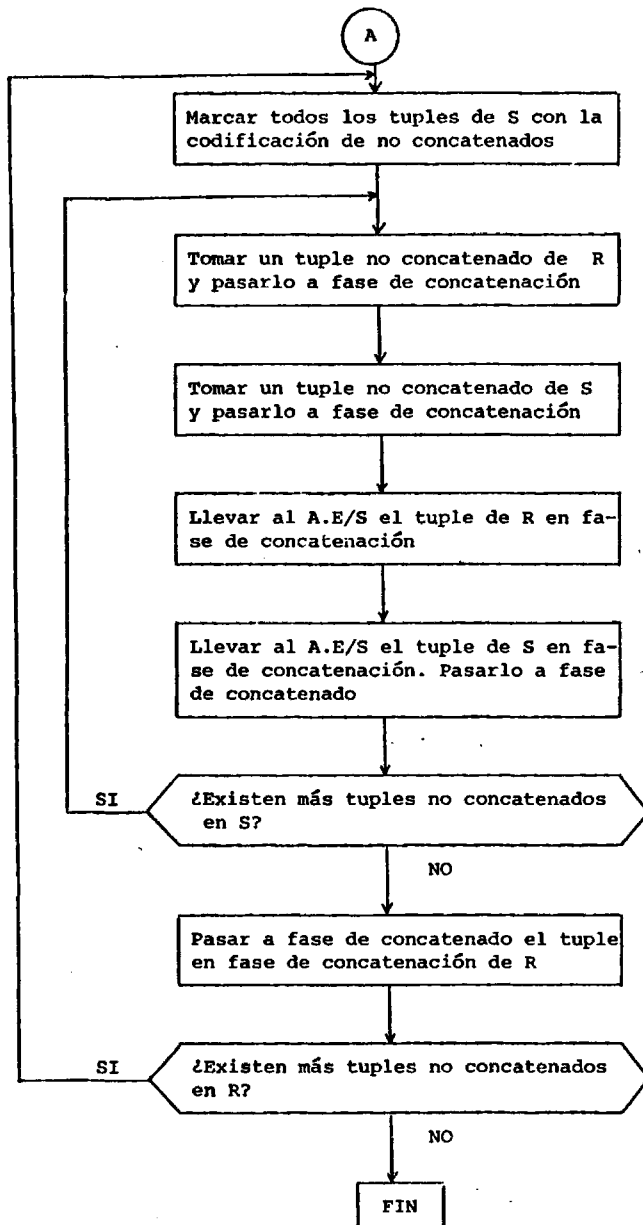 A
Marcar todos los tuples de S con la
codificación de no concatenados
Tomar un tuple no concatenado de R
y pasarlo a fase de concatenación
Tomar un tuple no concatenado de S
y pasarlo a fase de concatenación
Llevar al A.E/S el tuple de R en fa-
se de concatenación
Llevar al A.E/S el tuple de S en fa-
se de concatenación. Pasarlo a fase
de concatenado
SI
¿Existen más tuples no concatenados
en S?
NO
Pasar a fase de concatenado el tuple
en fase de concatenación de R
SI
¿Existen más tuples no concatenados
en R?
NO
FIN